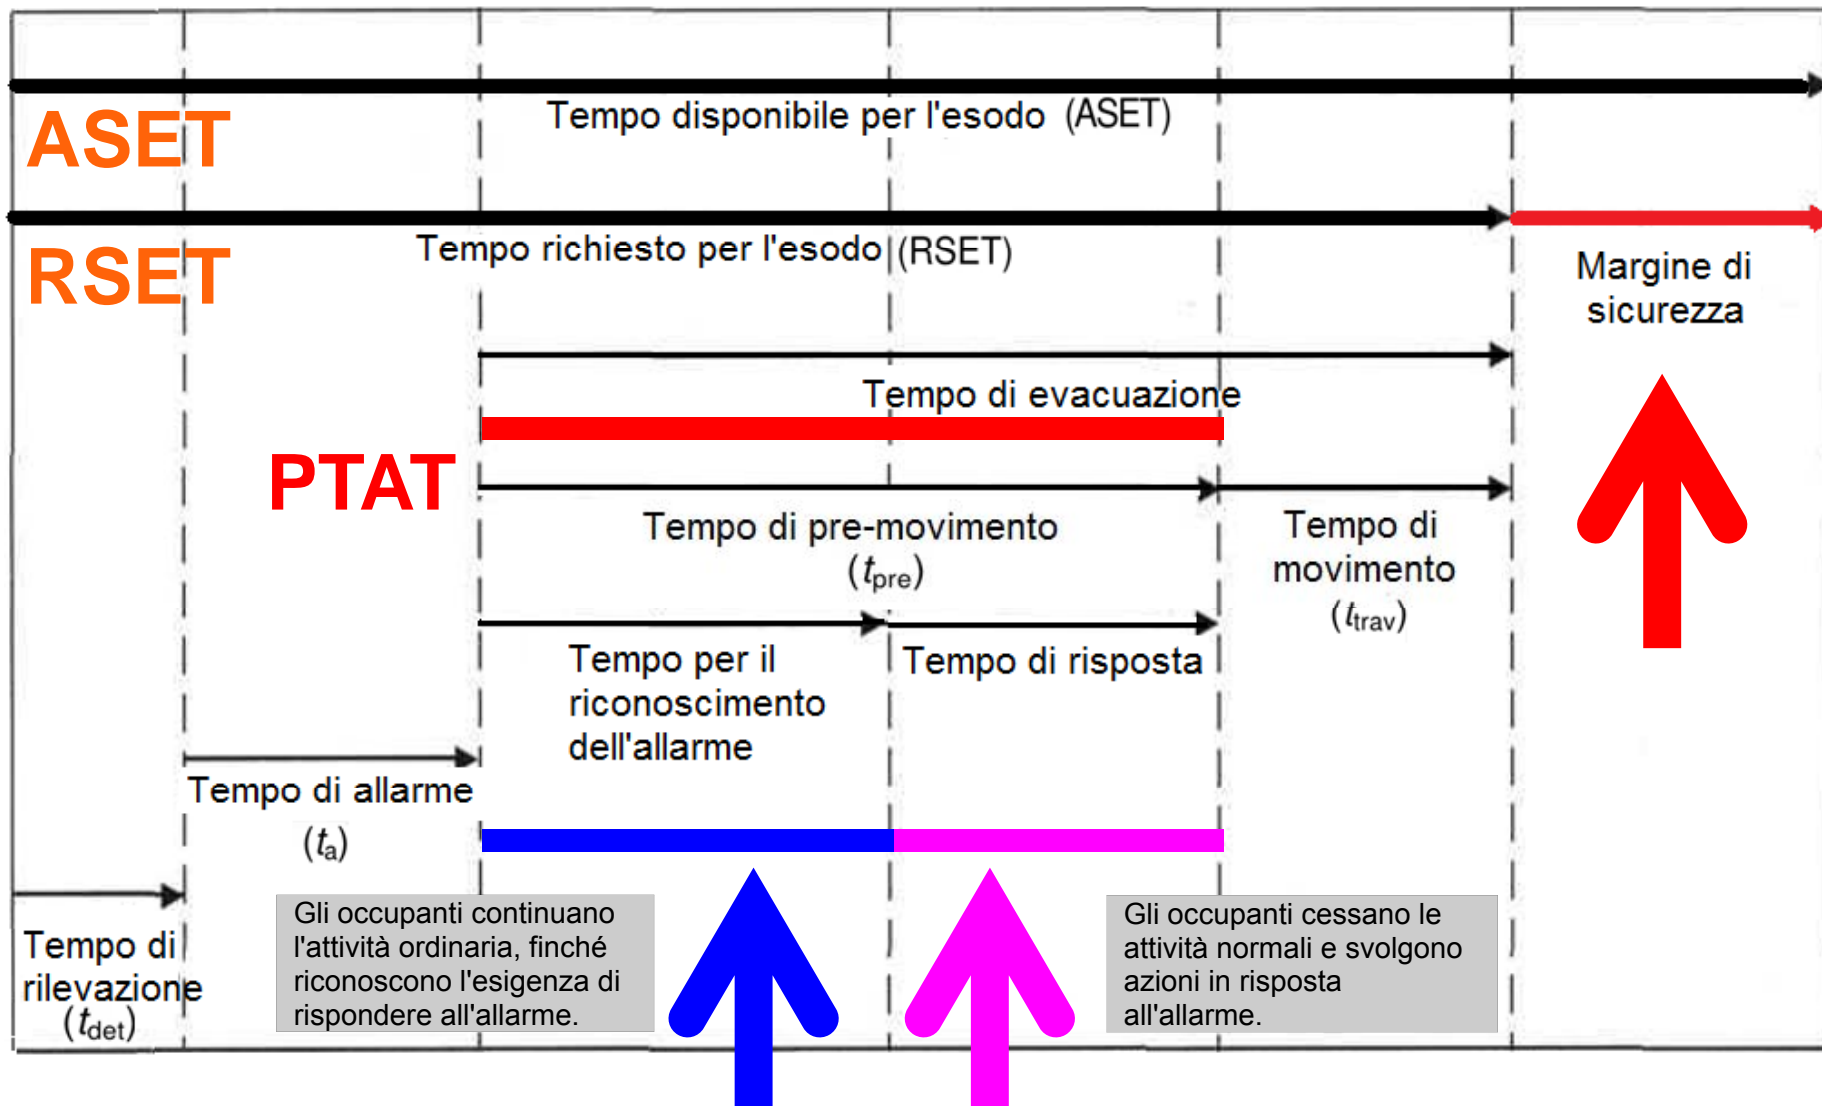 Tempo disponibile per l'esodo (ASET)
ASET
Tempo richiesto per l'esodo (RSET)
RSET
Margine di
sicurezza
Tempo di evacuazione
PTAT
Tempo di pre-movimento
(tpre)
Tempo di
movimento
(ttrav)
Tempo per il
riconoscimento
dell'allarme
Tempo di risposta
Tempo di allarme
(ta)
Gli occupanti continuano
l'attività ordinaria, finché
riconoscono l'esigenza di
rispondere all'allarme.
Gli occupanti cessano le
attività normali e svolgono
azioni in risposta
all'allarme.
Tempo di
rilevazione
(tdet)